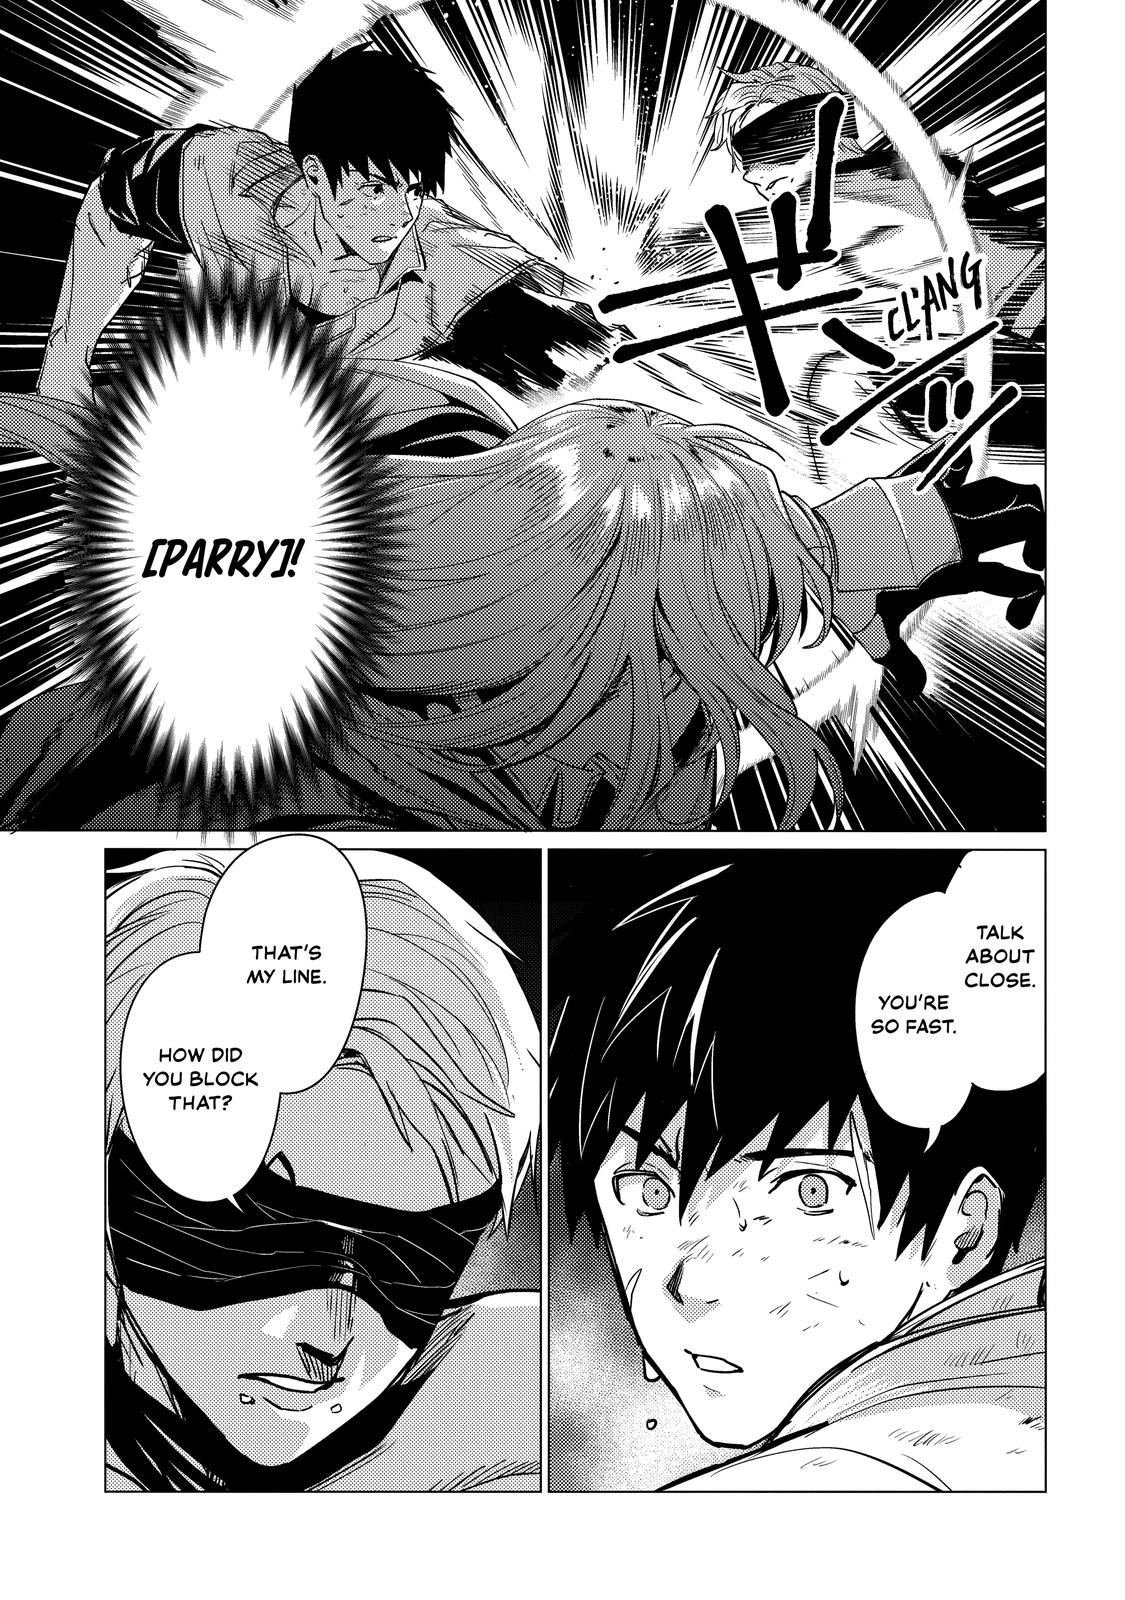 [PARRY]!
ギィンッ
CLANG
TALK
ABOUT
CLOSE.
YOU'RE
SO FAST.
THAT'S
MY LINE.
HOW DID
YOU BLOCK
THAT?